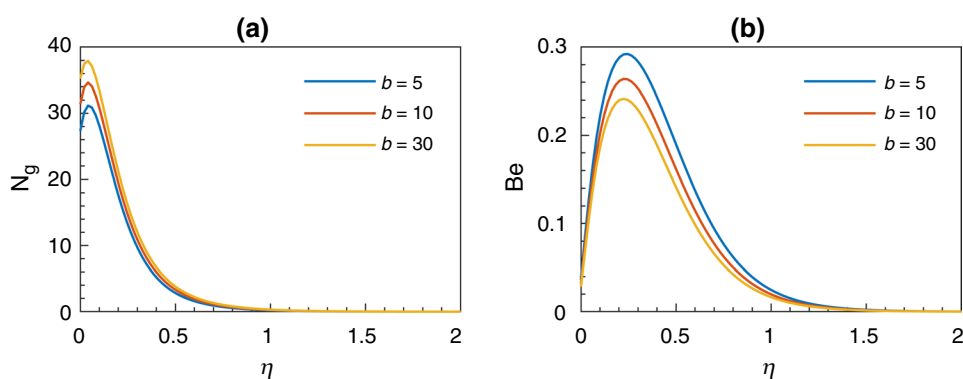 (a)
40
30
20
10
0
N_g
0 0.5 1 1.5 2
η
b = 5
b = 10
b = 30
(b)
0.3
0.2
0.1
0
Be
0 0.5 1 1.5 2
η
b = 5
b = 10
b = 30